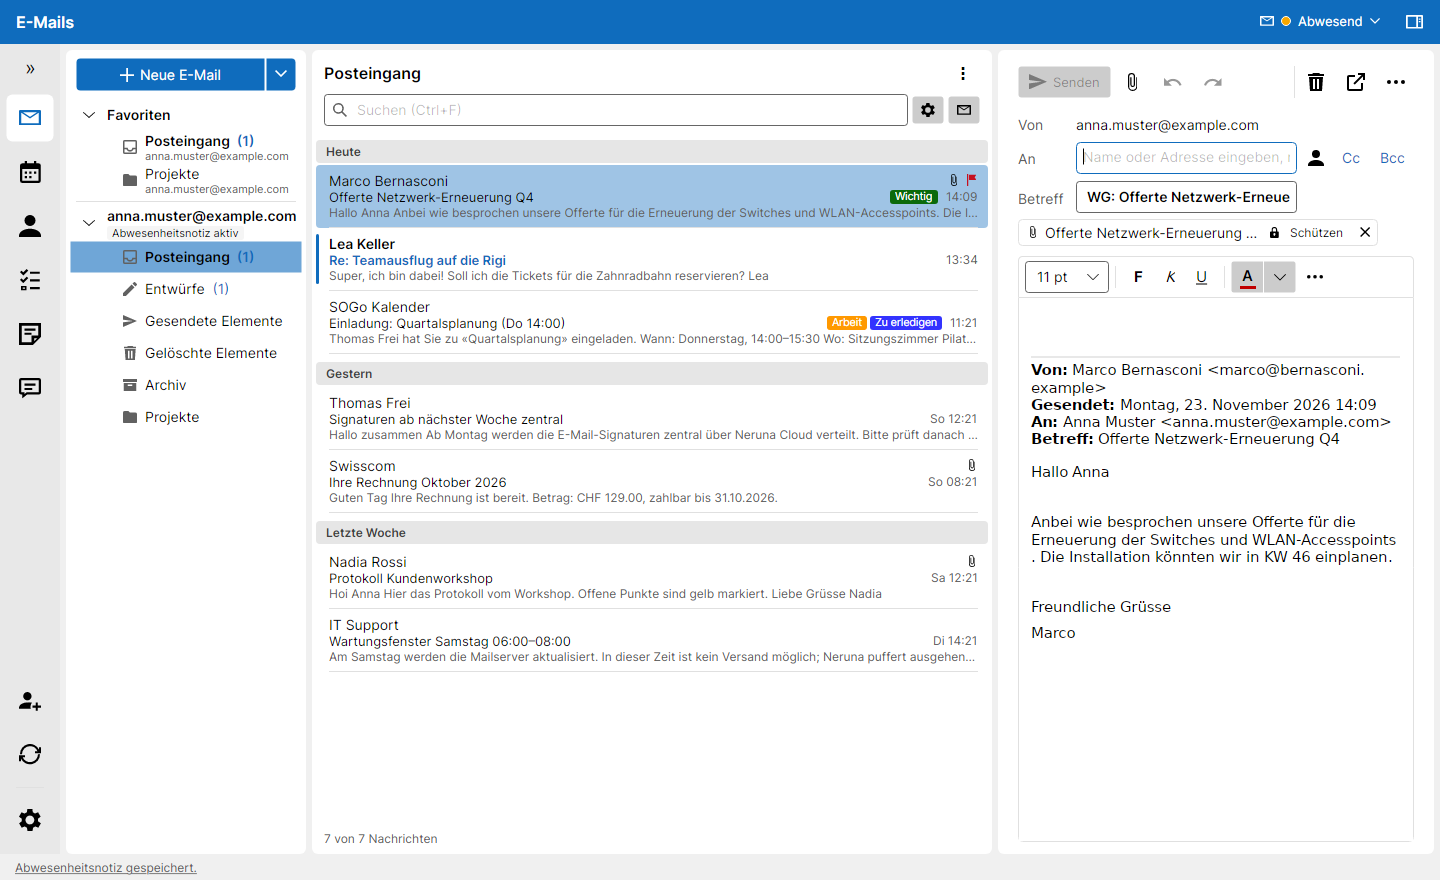 E-Mails
Abwesend
Neue E-Mail
Favoriten
Posteingang (1)
anna.muster@example.com
Projekte
anna.muster@example.com
anna.muster@example.com
Abwesenheitsnotiz aktiv
Posteingang (1)
Entwürfe (1)
Gesendete Elemente
Gelöschte Elemente
Archiv
Projekte
Posteingang
Suchen (Ctrl+F)
Heute
Marco Bernasconi
Offerte Netzwerk-Erneuerung Q4 Wichtig 14:09
Hallo Anna Anbei wie besprochen unsere Offerte für die Erneuerung der Switches und WLAN-Accesspoints. Die I...
Lea Keller
Re: Teamausflug auf die Rigi 13:34
Super, ich bin dabei! Soll ich die Tickets für die Zahnradbahn reservieren? Lea
SOGo Kalender
Einladung: Quartalsplanung (Do 14:00) Arbeit Zu erledigen 11:21
Thomas Frei hat Sie zu «Quartalsplanung» eingeladen. Wann: Donnerstag, 14:00–15:30 Wo: Sitzungszimmer Pilat...
Gestern
Thomas Frei
Signaturen ab nächster Woche zentral So 12:21
Hallo zusammen Ab Montag werden die E-Mail-Signaturen zentral über Neruna Cloud verteilt. Bitte prüft danach ...
Swisscom
Ihre Rechnung Oktober 2026 So 08:21
Guten Tag Ihre Rechnung ist bereit. Betrag: CHF 129.00, zahlbar bis 31.10.2026.
Letzte Woche
Nadia Rossi
Protokoll Kundenworkshop Sa 12:21
Hoi Anna Hier das Protokoll vom Workshop. Offene Punkte sind gelb markiert. Liebe Grüsse Nadia
IT Support
Wartungsfenster Samstag 06:00–08:00 Di 14:21
Am Samstag werden die Mailserver aktualisiert. In dieser Zeit ist kein Versand möglich; Neruna puffert ausgehen...
7 von 7 Nachrichten
Senden
Von anna.muster@example.com
An Name oder Adresse eingeben, Cc Bcc
Betreff WG: Offerte Netzwerk-Erneue
Offerte Netzwerk-Erneuerung ... Schützen
11 pt F K U A
Von: Marco Bernasconi <marco@bernasconi.
example>
Gesendet: Montag, 23. November 2026 14:09
An: Anna Muster <anna.muster@example.com>
Betreff: Offerte Netzwerk-Erneuerung Q4
Hallo Anna
Anbei wie besprochen unsere Offerte für die
Erneuerung der Switches und WLAN-Accesspoints
. Die Installation könnten wir in KW 46 einplanen.
Freundliche Grüsse
Marco
Abwesenheitsnotiz gespeichert.